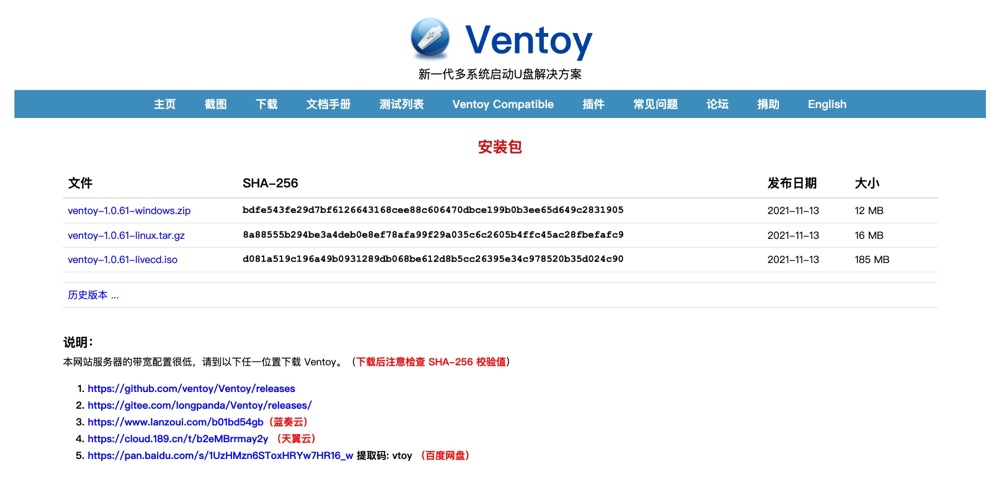 Ventoy
新一代多系统启动U盘解决方案
主页 截图 下载 文档手册 测试列表 Ventoy Compatible 插件 常见问题 论坛 捐助 English
安装包
文件 SHA-256 发布日期 大小
ventoy-1.0.61-windows.zip bdfe543fe29d7bf6126643168cee88c606470dbce199b0b3ee65d649c2831905 2021-11-13 12 MB
ventoy-1.0.61-linux.tar.gz 8a88555b294be3a4deb0e8ef78afa99f29a035c6c2605b4ffc45ac28fbefafc9 2021-11-13 16 MB
ventoy-1.0.61-livecd.iso d081a519c196a49b0931289db068be612d8b5cc26395e34c978520b35d024c90 2021-11-13 185 MB
历史版本 ...
说明：
本网站服务器的带宽配置很低，请到以下任一位置下载 Ventoy。（下载后注意检查 SHA-256 校验值）
1. https://github.com/ventoy/Ventoy/releases
2. https://gitee.com/longpanda/Ventoy/releases/
3. https://www.lanzoui.com/b01bd54gb（蓝奏云）
4. https://cloud.189.cn/t/b2eMBrrmay2y （天翼云）
5. https://pan.baidu.com/s/1UzHMzn6SToxHRYw7HR16_w 提取码: vtoy （百度网盘）